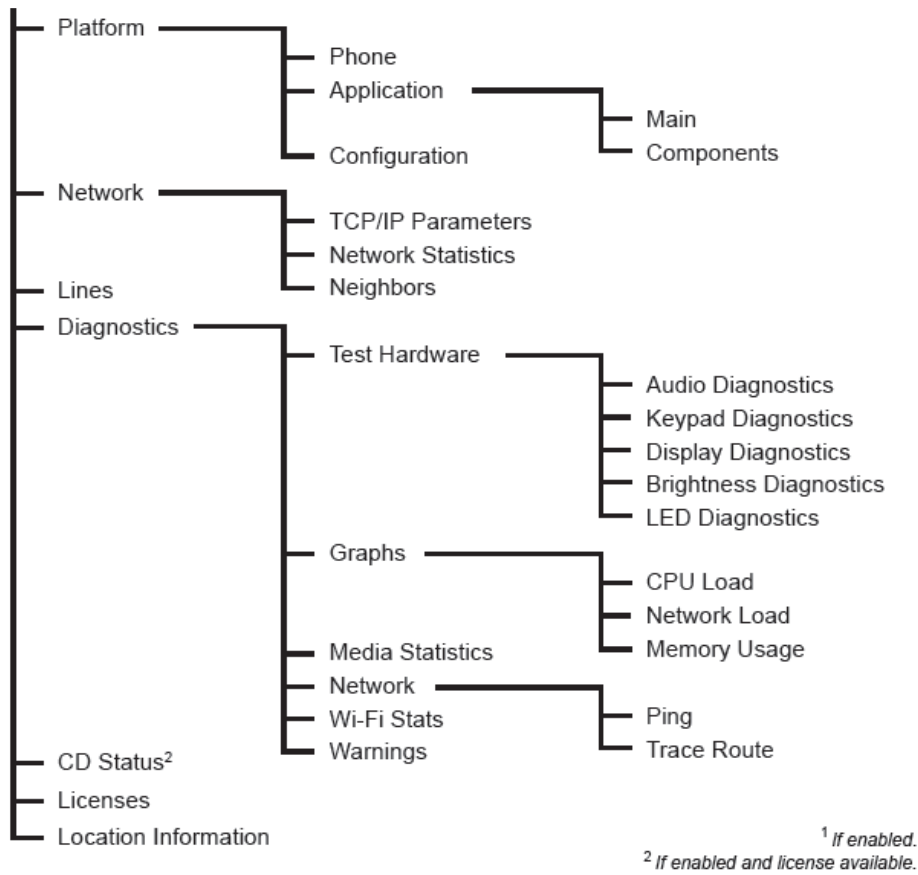 Platform
Phone
Application
Main
Components
Configuration
Network
TCP/IP Parameters
Network Statistics
Neighbors
Lines
Diagnostics
Test Hardware
Audio Diagnostics
Keypad Diagnostics
Display Diagnostics
Brightness Diagnostics
LED Diagnostics
Graphs
CPU Load
Network Load
Memory Usage
Media Statistics
Network
Ping
Trace Route
Wi-Fi Stats
Warnings
CD Status²
Licenses
Location Information
¹ If enabled.
² If enabled and license available.